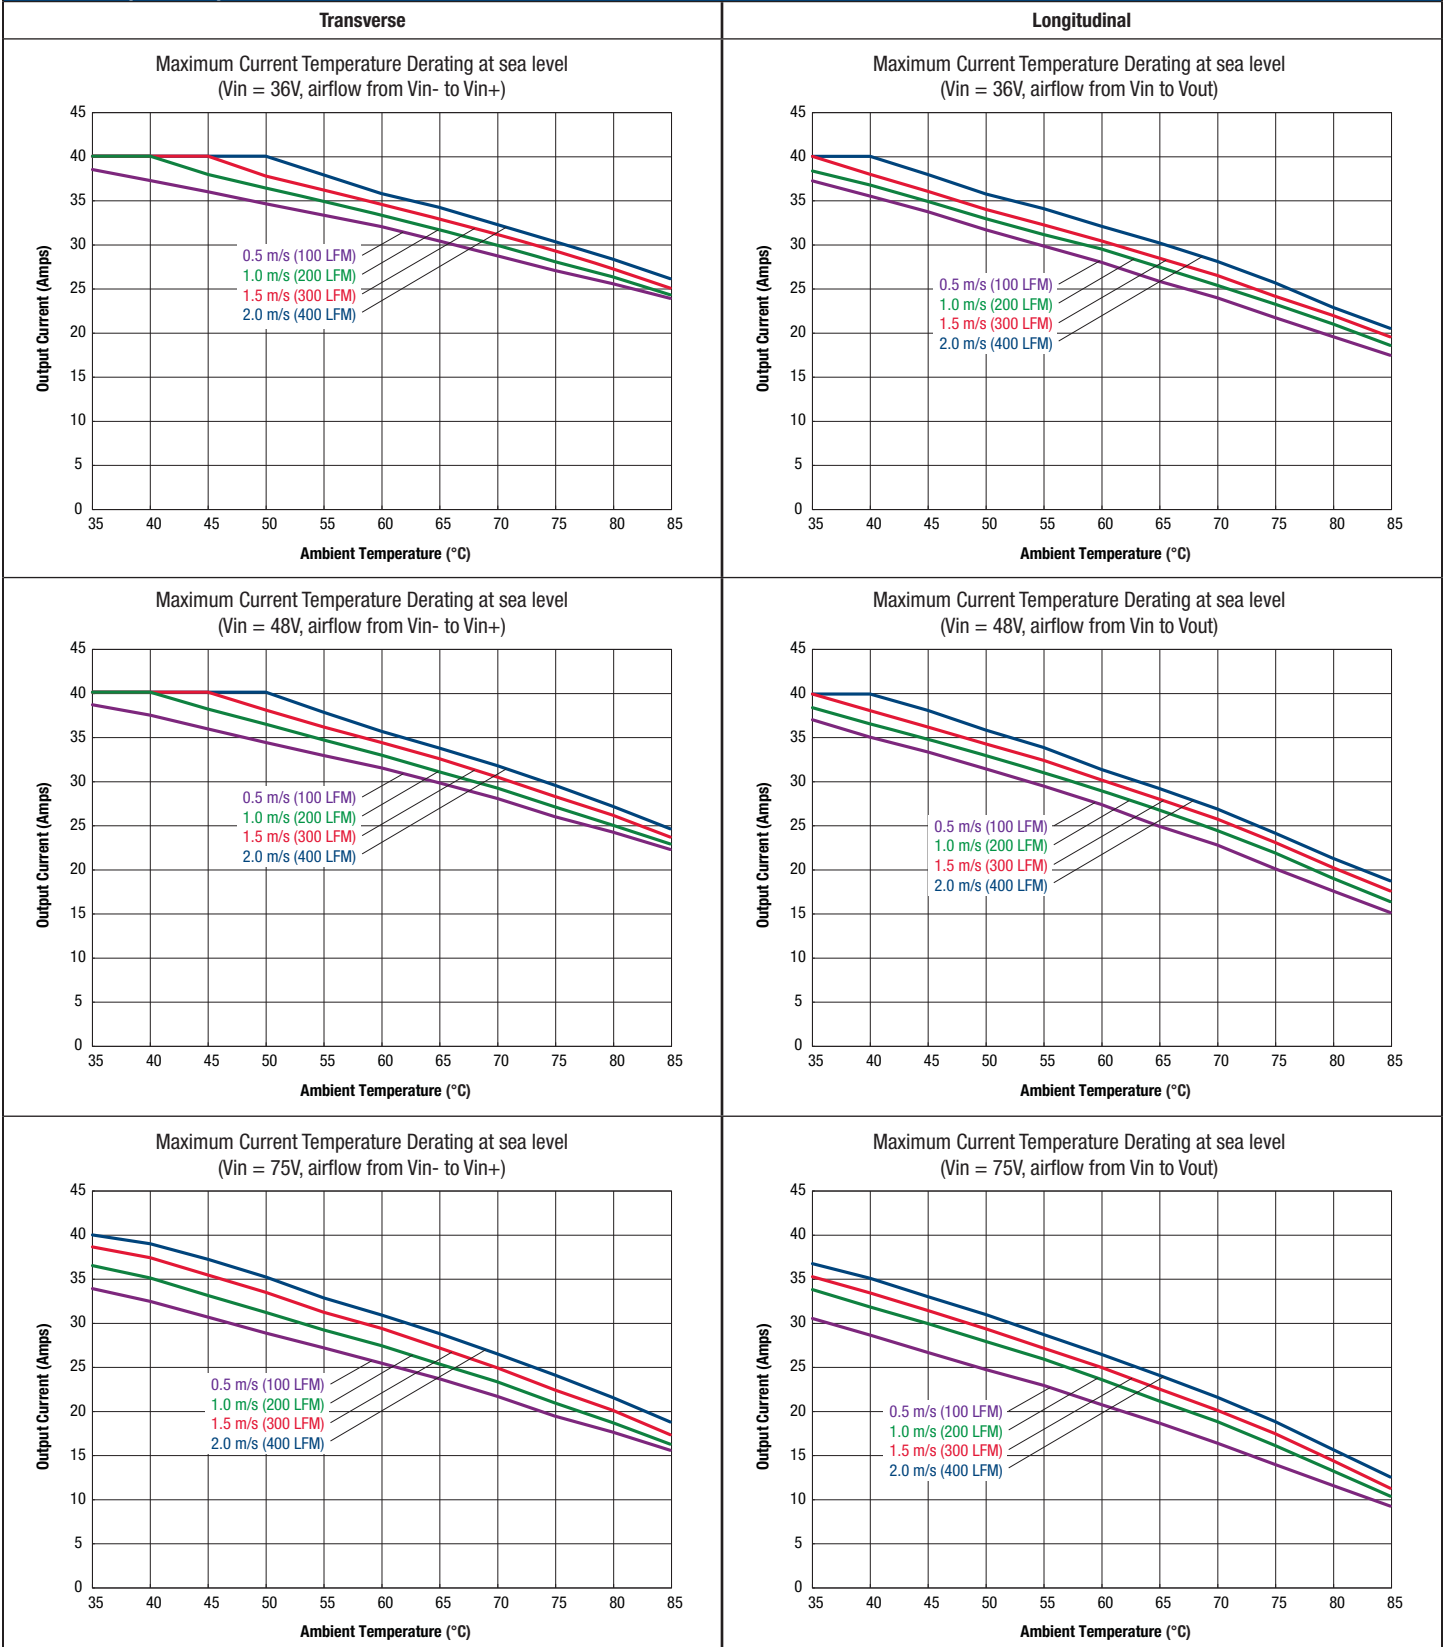 Transverse
Longitudinal
Maximum Current Temperature Derating at sea level
(Vin = 36V, airflow from Vin- to Vin+)
45
40
35
30
25
20
15
10
5
0
Output Current (Amps)
0.5 m/s (100 LFM)
1.0 m/s (200 LFM)
1.5 m/s (300 LFM)
2.0 m/s (400 LFM)
35 40 45 50 55 60 65 70 75 80 85
Ambient Temperature (°C)
Maximum Current Temperature Derating at sea level
(Vin = 36V, airflow from Vin to Vout)
45
40
35
30
25
20
15
10
5
0
Output Current (Amps)
0.5 m/s (100 LFM)
1.0 m/s (200 LFM)
1.5 m/s (300 LFM)
2.0 m/s (400 LFM)
35 40 45 50 55 60 65 70 75 80 85
Ambient Temperature (°C)
Maximum Current Temperature Derating at sea level
(Vin = 48V, airflow from Vin- to Vin+)
45
40
35
30
25
20
15
10
5
0
Output Current (Amps)
0.5 m/s (100 LFM)
1.0 m/s (200 LFM)
1.5 m/s (300 LFM)
2.0 m/s (400 LFM)
35 40 45 50 55 60 65 70 75 80 85
Ambient Temperature (°C)
Maximum Current Temperature Derating at sea level
(Vin = 48V, airflow from Vin to Vout)
45
40
35
30
25
20
15
10
5
0
Output Current (Amps)
0.5 m/s (100 LFM)
1.0 m/s (200 LFM)
1.5 m/s (300 LFM)
2.0 m/s (400 LFM)
35 40 45 50 55 60 65 70 75 80 85
Ambient Temperature (°C)
Maximum Current Temperature Derating at sea level
(Vin = 75V, airflow from Vin- to Vin+)
45
40
35
30
25
20
15
10
5
0
Output Current (Amps)
0.5 m/s (100 LFM)
1.0 m/s (200 LFM)
1.5 m/s (300 LFM)
2.0 m/s (400 LFM)
35 40 45 50 55 60 65 70 75 80 85
Ambient Temperature (°C)
Maximum Current Temperature Derating at sea level
(Vin = 75V, airflow from Vin to Vout)
45
40
35
30
25
20
15
10
5
0
Output Current (Amps)
0.5 m/s (100 LFM)
1.0 m/s (200 LFM)
1.5 m/s (300 LFM)
2.0 m/s (400 LFM)
35 40 45 50 55 60 65 70 75 80 85
Ambient Temperature (°C)